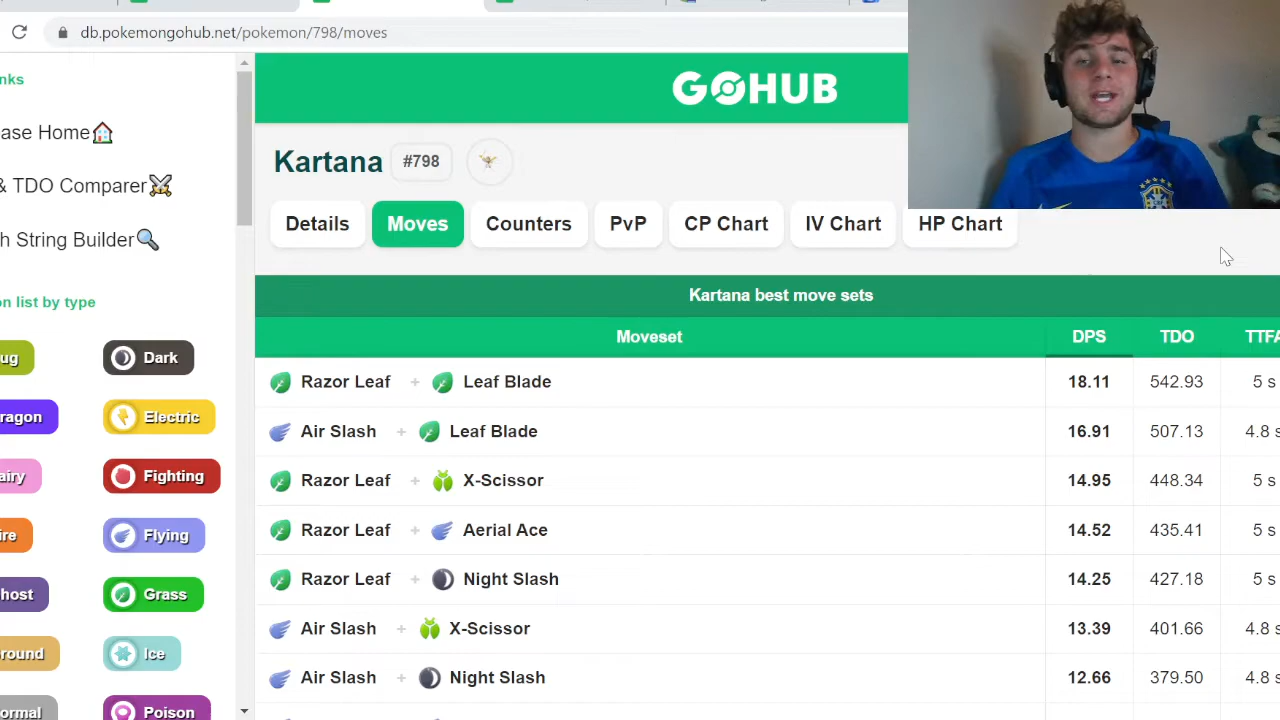 db.pokemongohub.net/pokemon/798/moves
nks
ase Home
& TDO Comparer
h String Builder
on list by type
ug
Dark
ragon
Electric
airy
Fighting
ire
Flying
host
Grass
ound
Ice
ormal
Poison
GOHUB
Kartana #798
Details Moves Counters PvP CP Chart IV Chart HP Chart
Kartana best move sets
Moveset DPS TDO TTFA
Razor Leaf + Leaf Blade 18.11 542.93 5 s
Air Slash + Leaf Blade 16.91 507.13 4.8 s
Razor Leaf + X-Scissor 14.95 448.34 5 s
Razor Leaf + Aerial Ace 14.52 435.41 5 s
Razor Leaf + Night Slash 14.25 427.18 5 s
Air Slash + X-Scissor 13.39 401.66 4.8 s
Air Slash + Night Slash 12.66 379.50 4.8 s